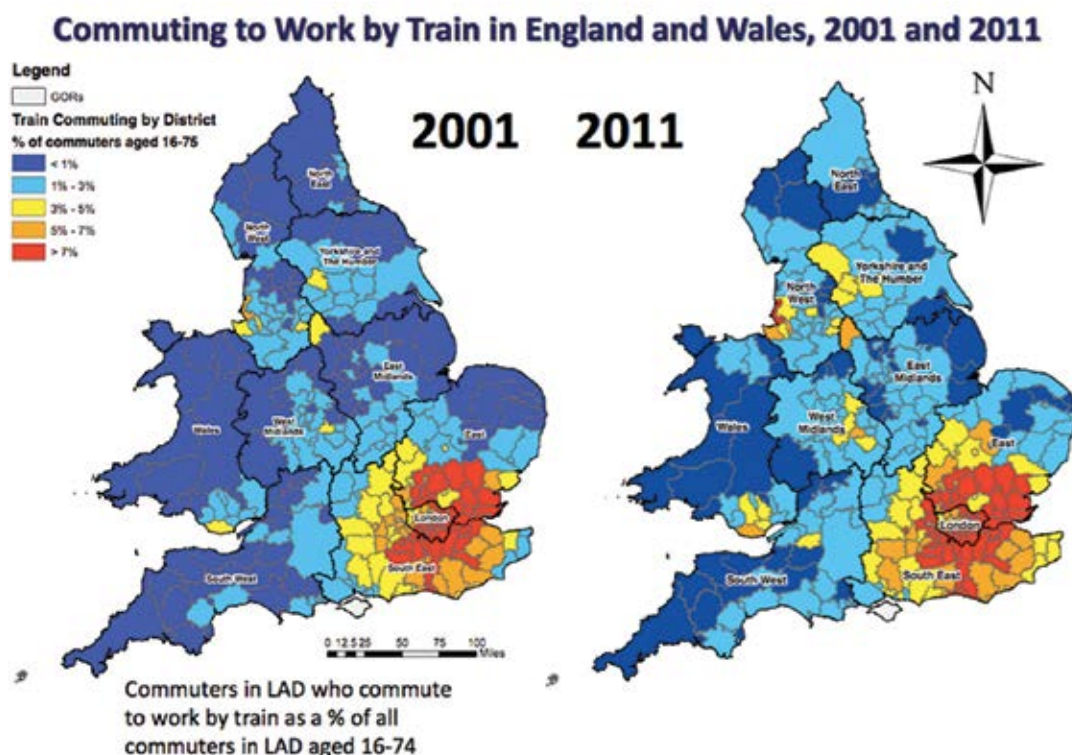 Commuting to Work by Train in England and Wales, 2001 and 2011
Legend
GORs
Train Commuting by District
% of commuters aged 16-75
< 1%
1% - 3%
3% - 5%
5% - 7%
> 7%
2001
North East
North West
Yorkshire and The Humber
East Midlands
West Midlands
Wales
East
London
South East
South West
0 12.5 25 50 75 100
Miles
Commuters in LAD who commute
to work by train as a % of all
commuters in LAD aged 16-74
2011
N
North East
Yorkshire and The Humber
North West
East Midlands
West Midlands
Wales
East
London
South East
South West